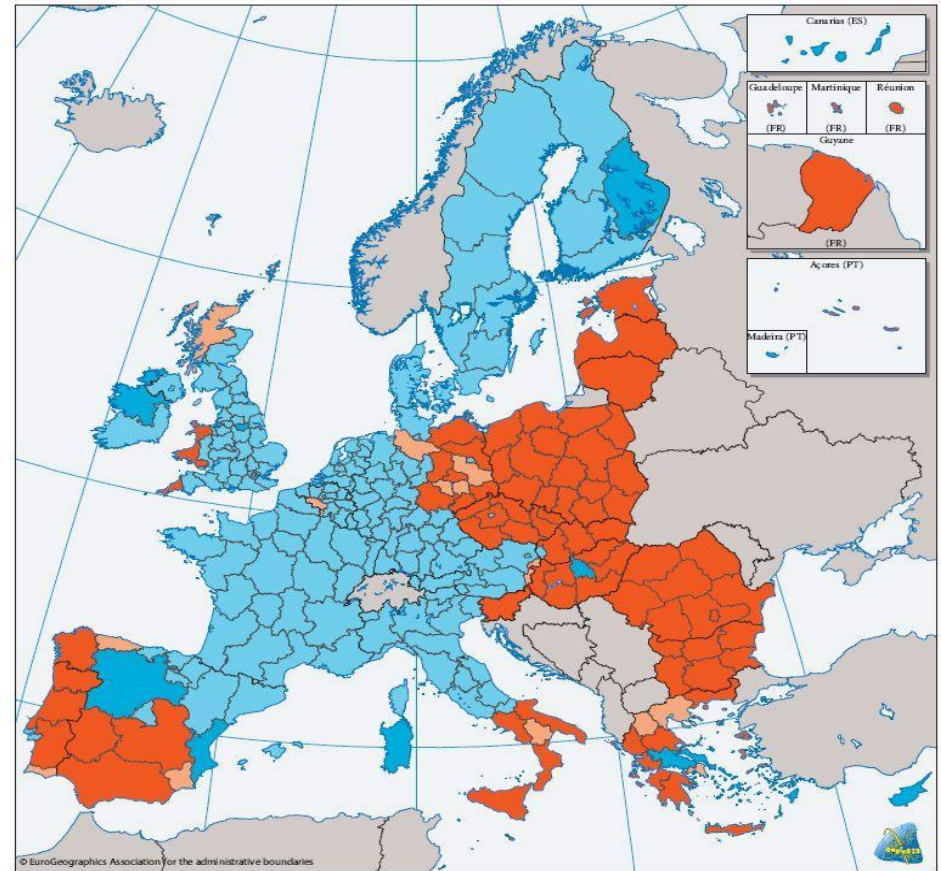 Canarias (ES)
Guadeloupe Martinique Réunion
(FR) (FR) (FR)
Guyane
(FR)
Açores (PT)
Madeira (PT)
© EuroGeographics Association for the administrative boundaries